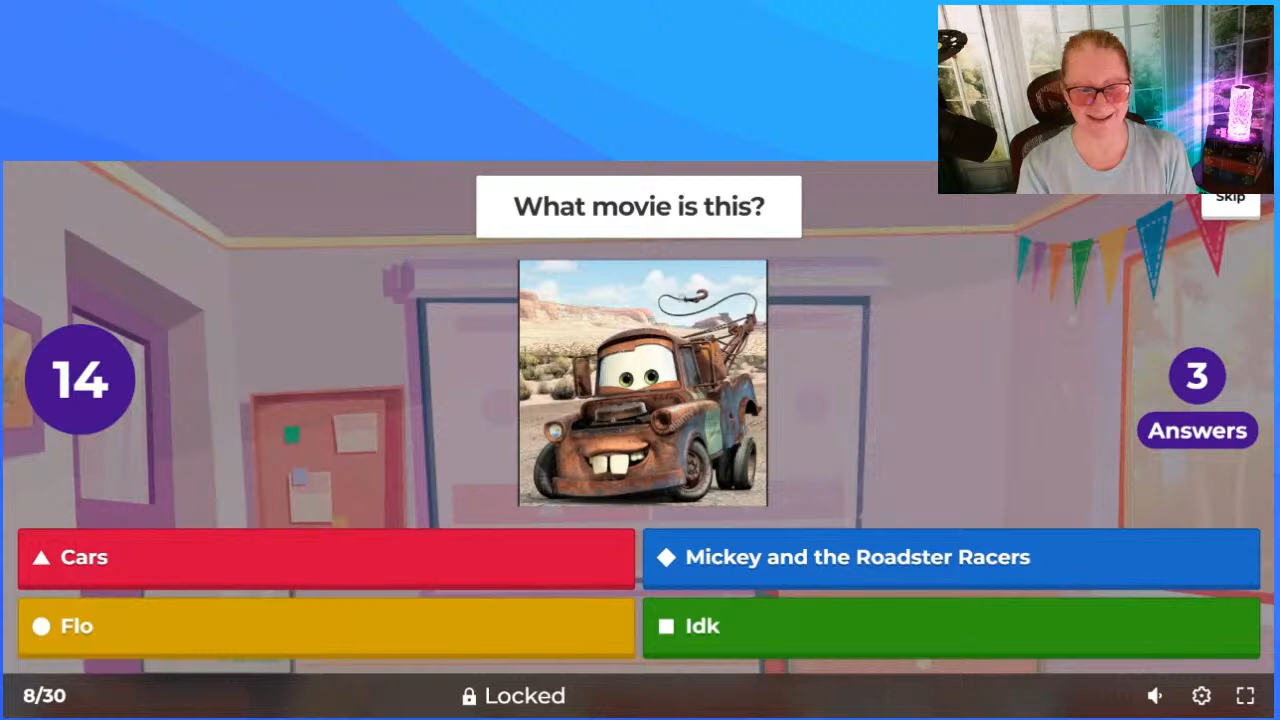 What movie is this?
Skip
14
3
Answers
Cars
Mickey and the Roadster Racers
Flo
Idk
8/30
Locked